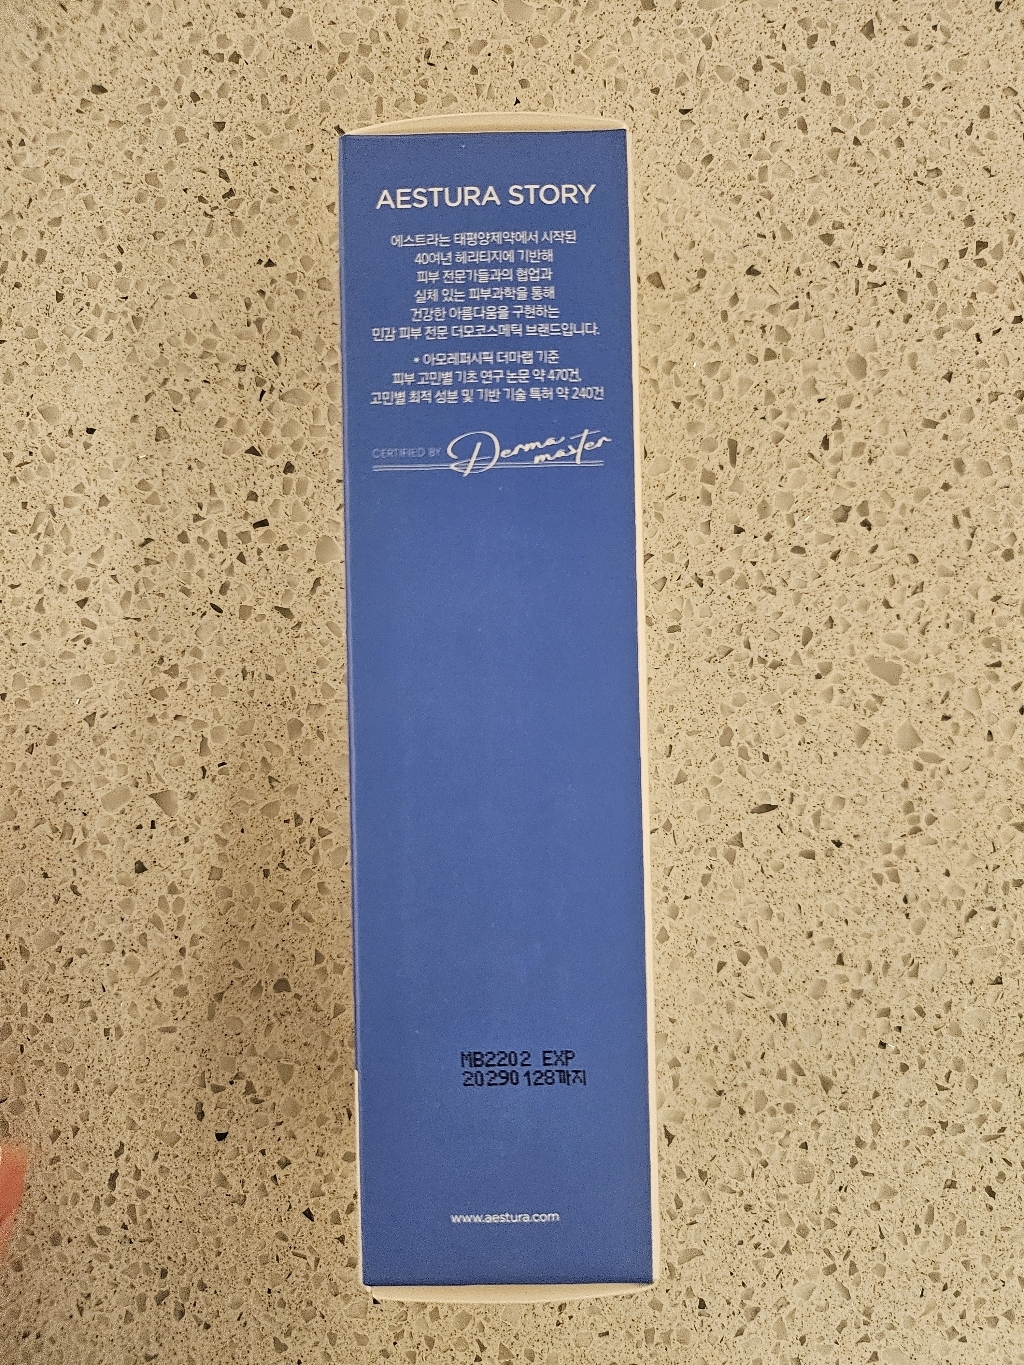 AESTURA STORY
에스트라는 태평양제약에서 시작된
40여년 헤리티지에 기반해
피부 전문가들과의 협업과
실체 있는 피부과학을 통해
건강한 아름다움을 구현하는
민감 피부 전문 더모코스메틱 브랜드입니다.
* 아모레퍼시픽 더마랩 기준
피부 고민별 기초 연구 논문 약 470건,
고민별 최적 성분 및 기반 기술 특허 약 240건
CERTIFIED BY Derma master
MB2202 EXP
20290128까지
www.aestura.com